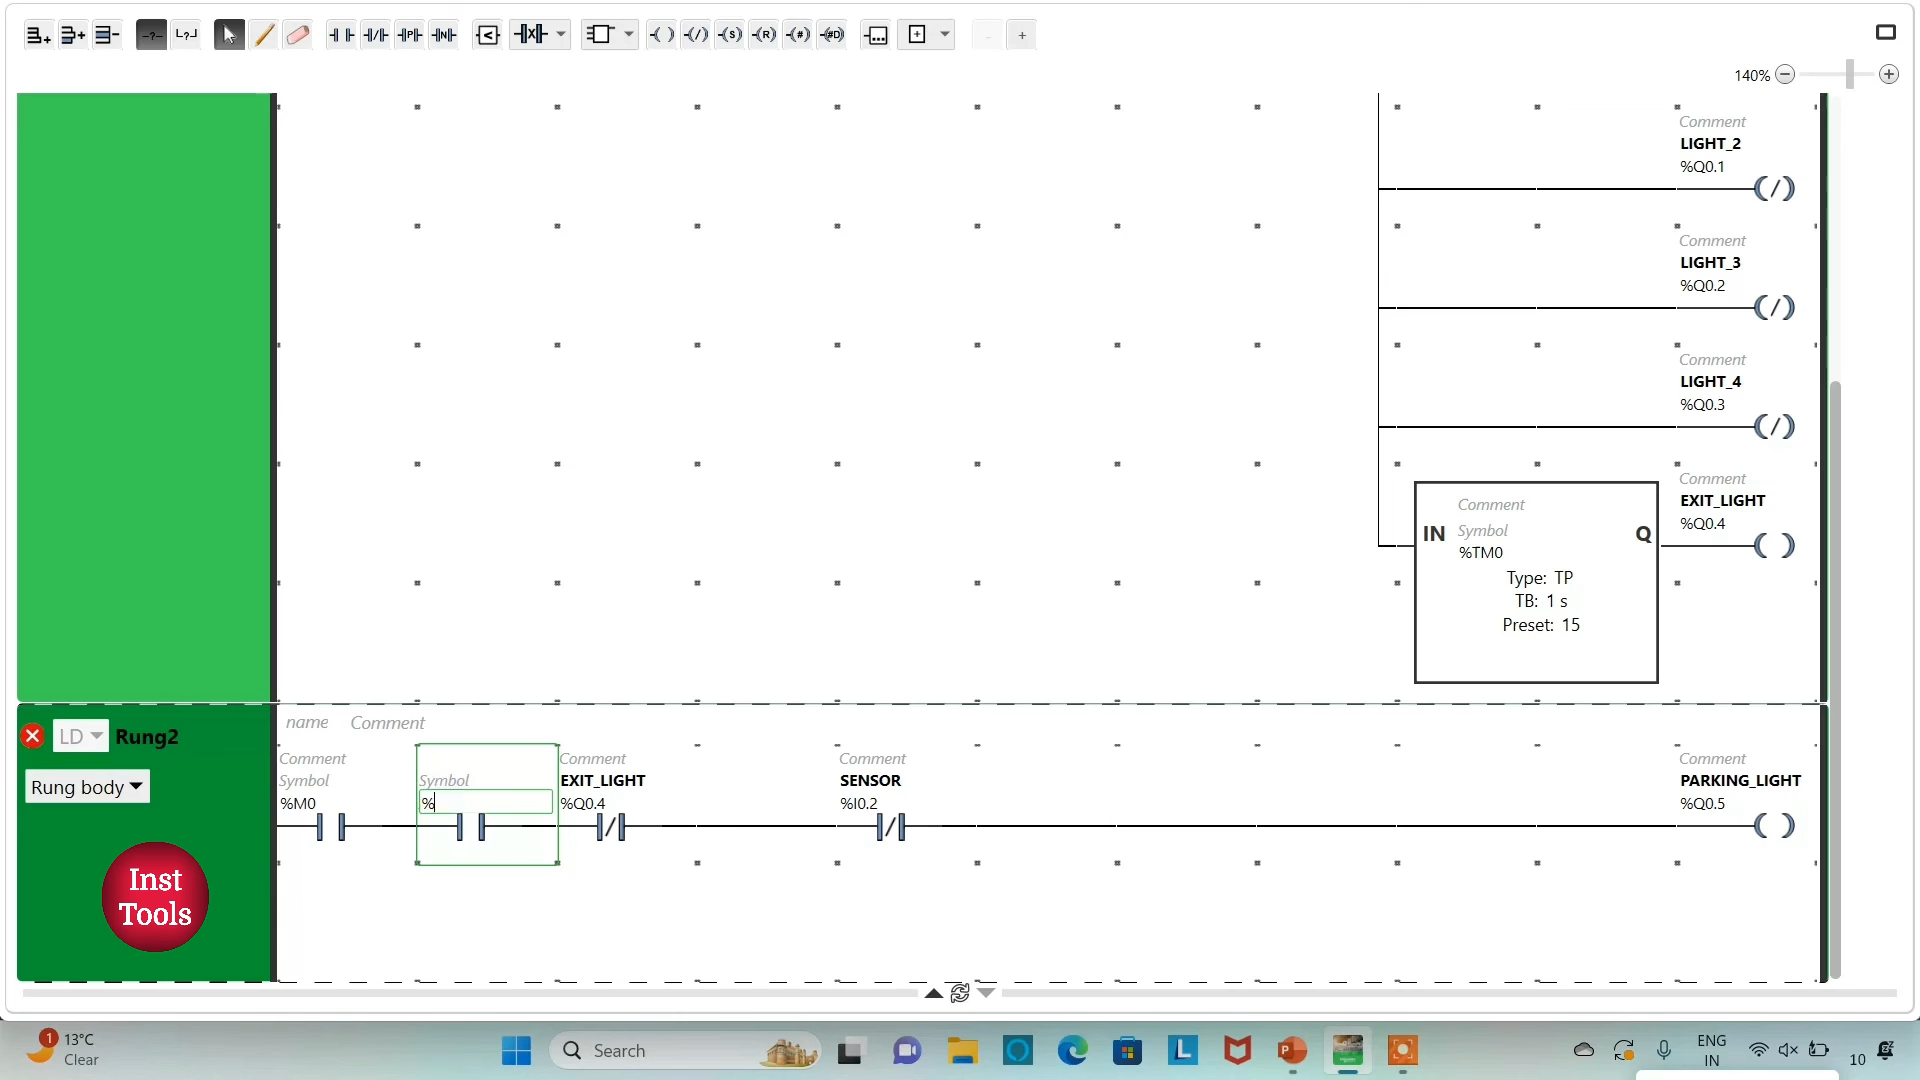 140%
Comment
LIGHT_2
%Q0.1
Comment
LIGHT_3
%Q0.2
Comment
LIGHT_4
%Q0.3
Comment
EXIT_LIGHT
%Q0.4
Comment
IN Symbol Q
%TM0
Type: TP
TB: 1 s
Preset: 15
LD Rung2
name Comment
Rung body
Comment
Symbol
%M0
Symbol
%
Comment
EXIT_LIGHT
%Q0.4
Comment
SENSOR
%I0.2
Comment
PARKING_LIGHT
%Q0.5
Inst
Tools
1
13°C
Clear
Search
ENG
IN
10